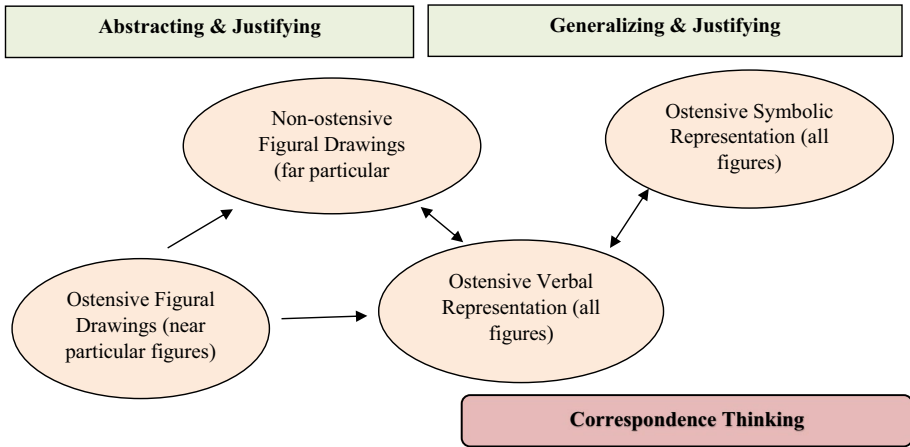 Abstracting & Justifying
Generalizing & Justifying
Non-ostensive
Figural Drawings
(far particular
Ostensive Symbolic
Representation (all
figures)
Ostensive Figural
Drawings (near
particular figures)
Ostensive Verbal
Representation (all
figures)
Correspondence Thinking